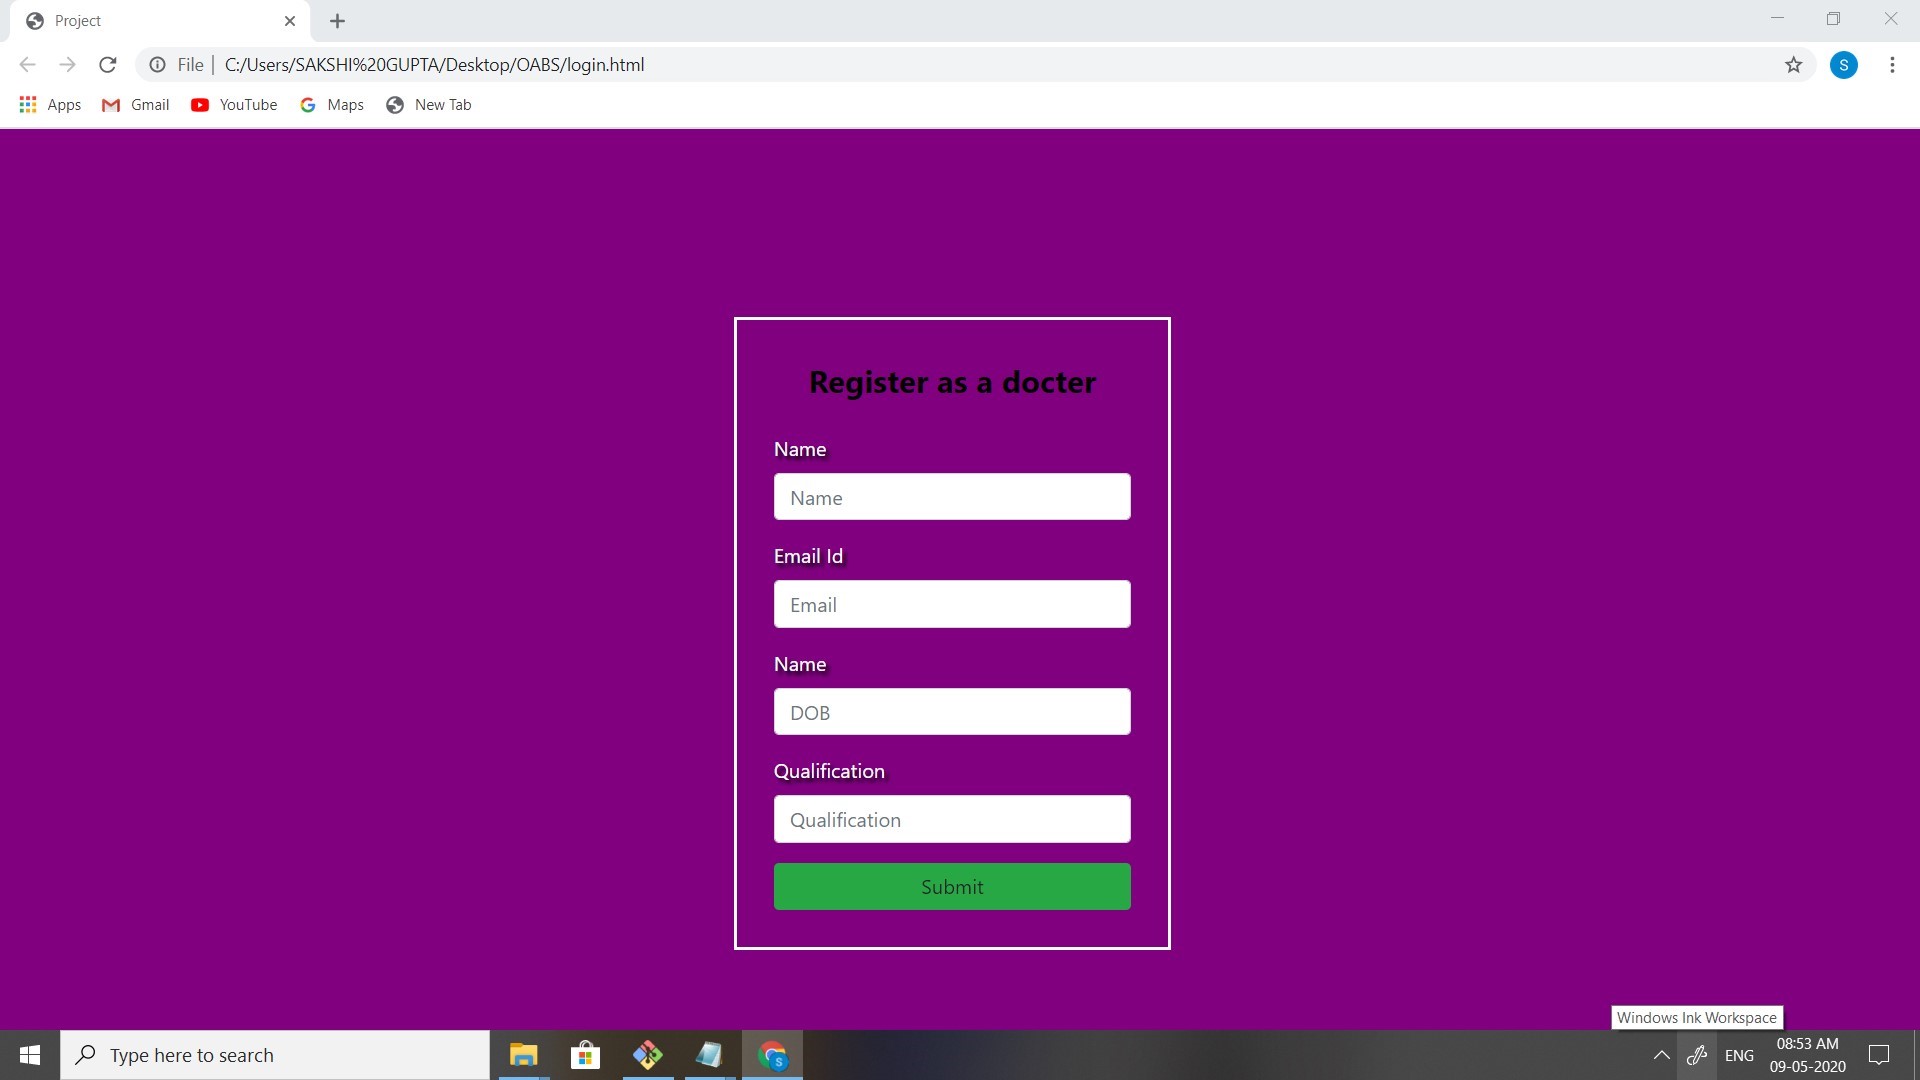 Project
File
C:/Users/SAKSHI%20GUPTA/Desktop/OABS/login.html
S
Apps
Gmail
YouTube
Maps
New Tab
Register as a docter
Name
Name
Email Id
Email
Name
DOB
Qualification
Qualification
Submit
Windows Ink Workspace
Type here to search
S
ENG
08:53 AM
09-05-2020